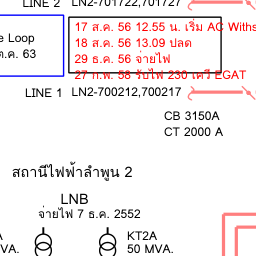 LINE 2 LN2-701722,701727
17 ส.ค. 56 12.55 น. เริ่ม AC Withs
18 ส.ค. 56 13.09 ปลด
29 ธ.ค. 56 จ่ายไฟ
27 ก.พ. 58 รับไฟ 230 เควี EGAT
e Loop
ต.ค. 63
LINE 1 LN2-700212,700217
CB 3150A
CT 2000 A
สถานีไฟฟ้าลำพูน 2
LNB
จ่ายไฟ 7 ธ.ค. 2552
A
MVA.
KT2A
50 MVA.